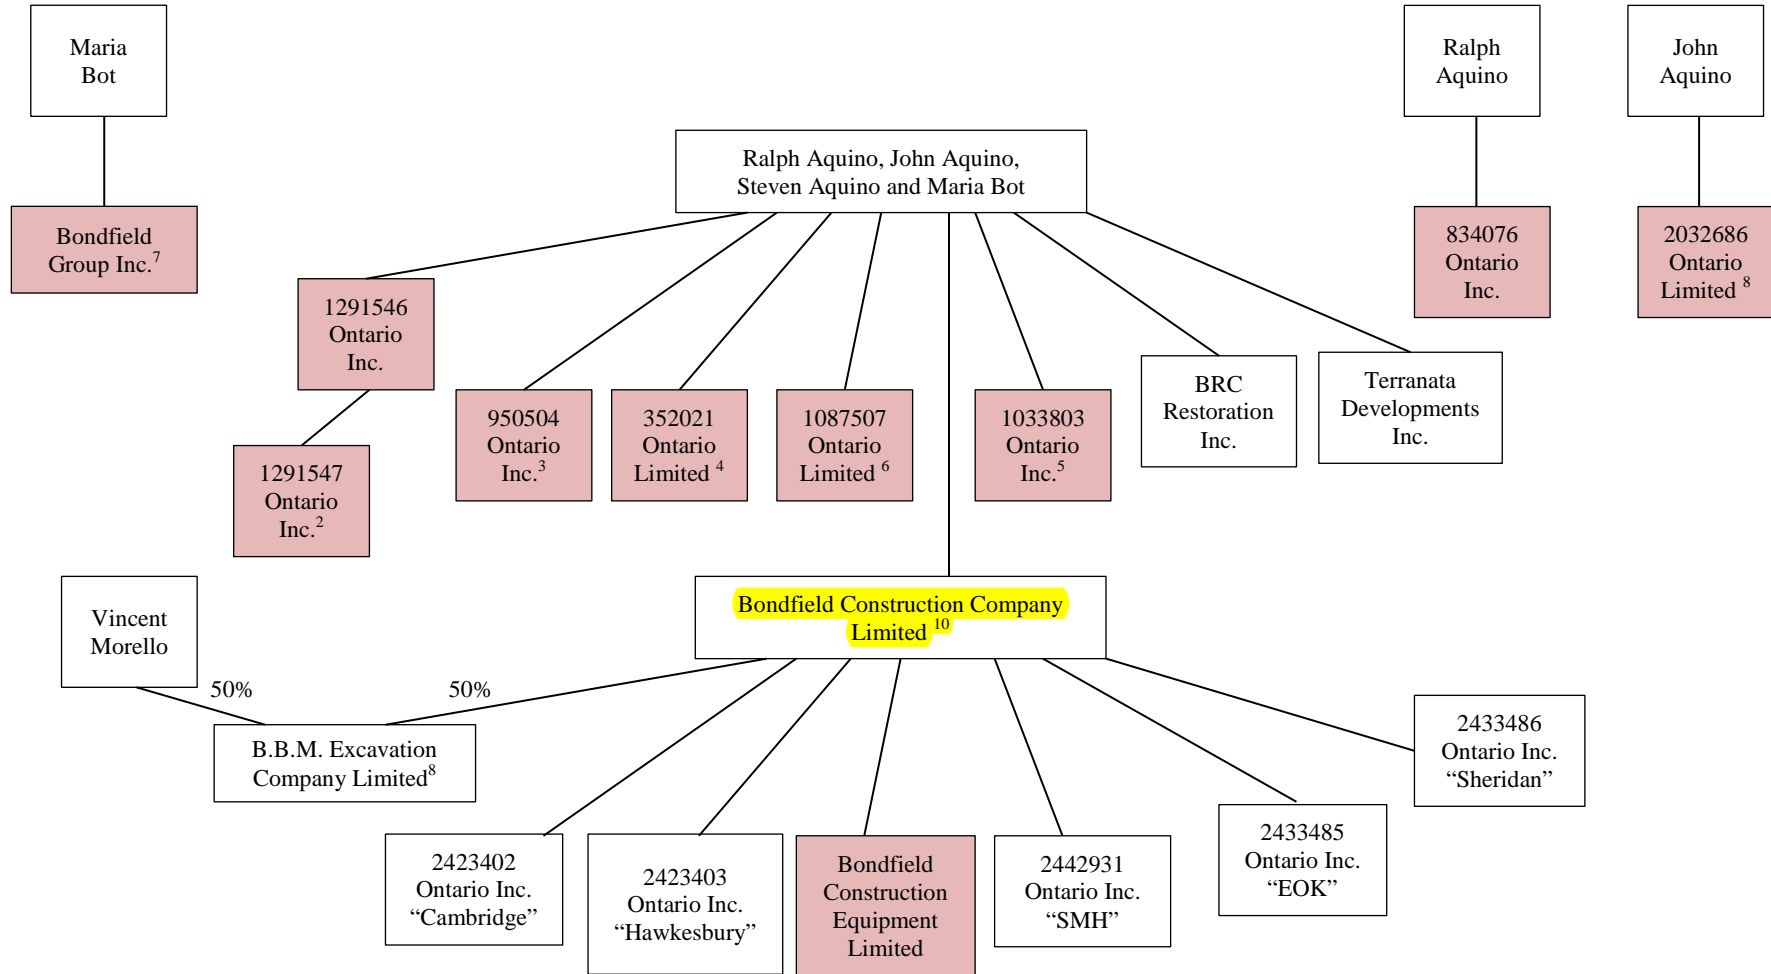 Maria
Bot
Ralph
Aquino
John
Aquino
Ralph Aquino, John Aquino,
Steven Aquino and Maria Bot
Bondfield
Group Inc.7
834076
Ontario
Inc.
2032686
Ontario
Limited 8
1291546
Ontario
Inc.
950504
Ontario
Inc.3
352021
Ontario
Limited 4
1087507
Ontario
Limited 6
1033803
Ontario
Inc.5
BRC
Restoration
Inc.
Terranata
Developments
Inc.
1291547
Ontario
Inc.2
Vincent
Morello
Bondfield Construction Company
Limited 10
50%
50%
B.B.M. Excavation
Company Limited8
2433486
Ontario Inc.
“Sheridan”
2423402
Ontario Inc.
“Cambridge”
2423403
Ontario Inc.
“Hawkesbury”
Bondfield
Construction
Equipment
Limited
2442931
Ontario Inc.
“SMH”
2433485
Ontario Inc.
“EOK”